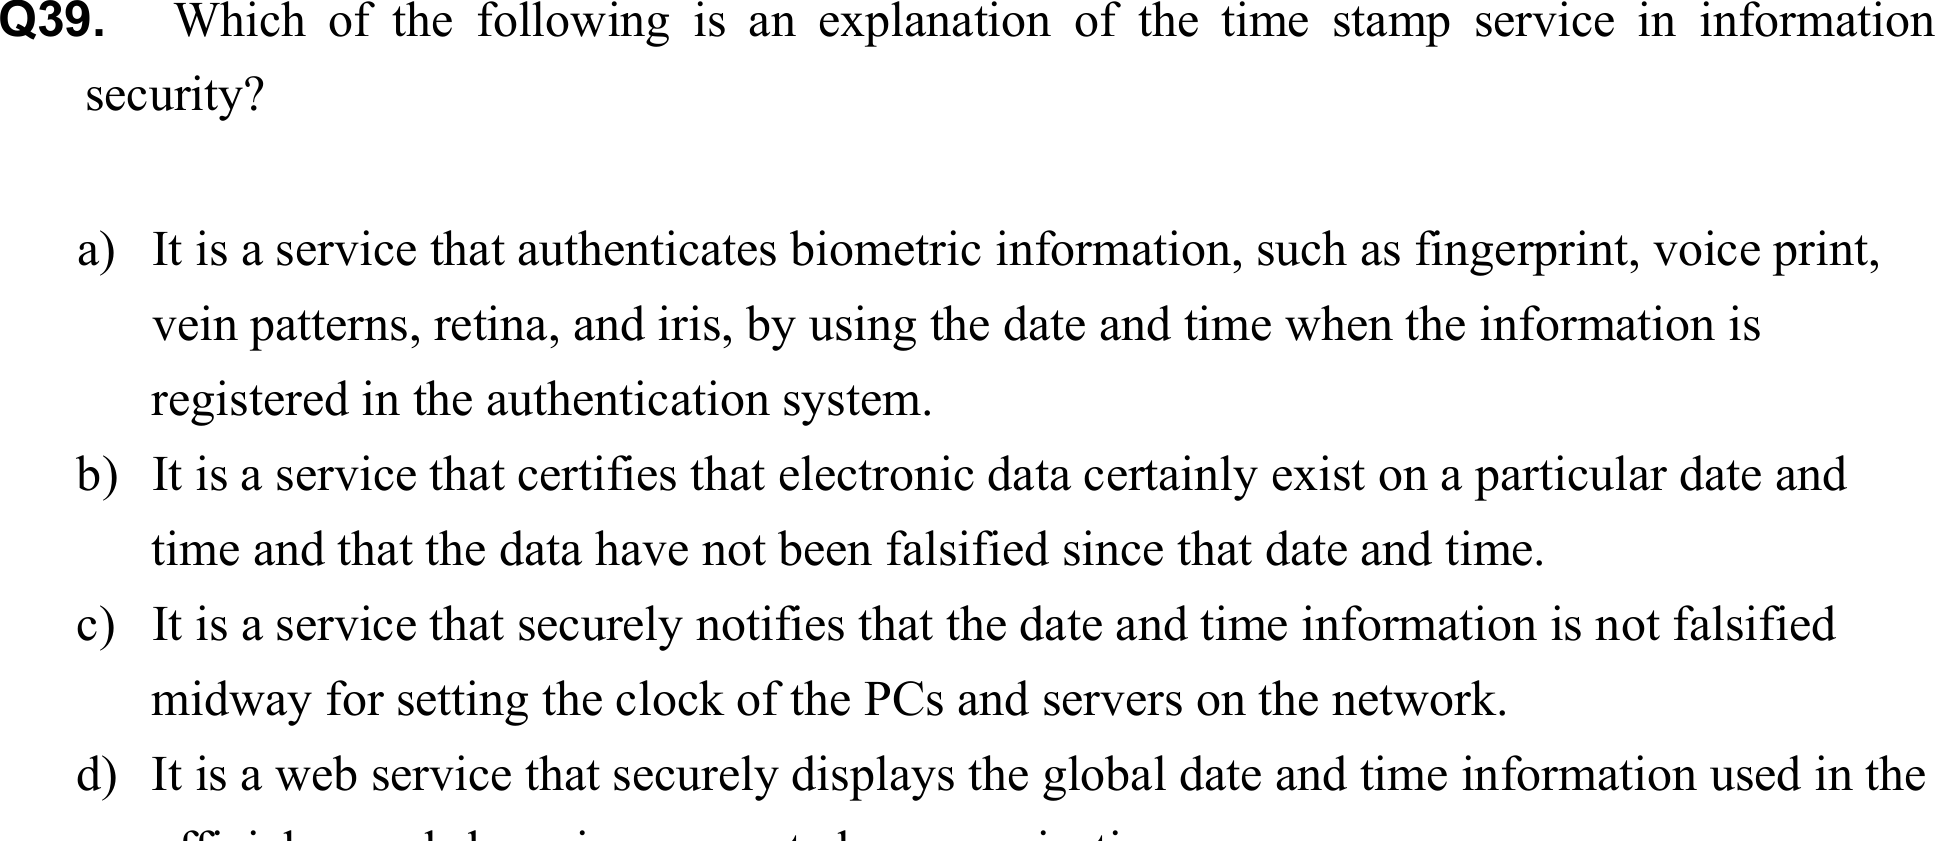 Q39. Which of the following is an explanation of the time stamp service in information
security?
a) It is a service that authenticates biometric information, such as fingerprint, voice print,
vein patterns, retina, and iris, by using the date and time when the information is
registered in the authentication system.
b) It is a service that certifies that electronic data certainly exist on a particular date and
time and that the data have not been falsified since that date and time.
c) It is a service that securely notifies that the date and time information is not falsified
midway for setting the clock of the PCs and servers on the network.
d) It is a web service that securely displays the global date and time information used in the